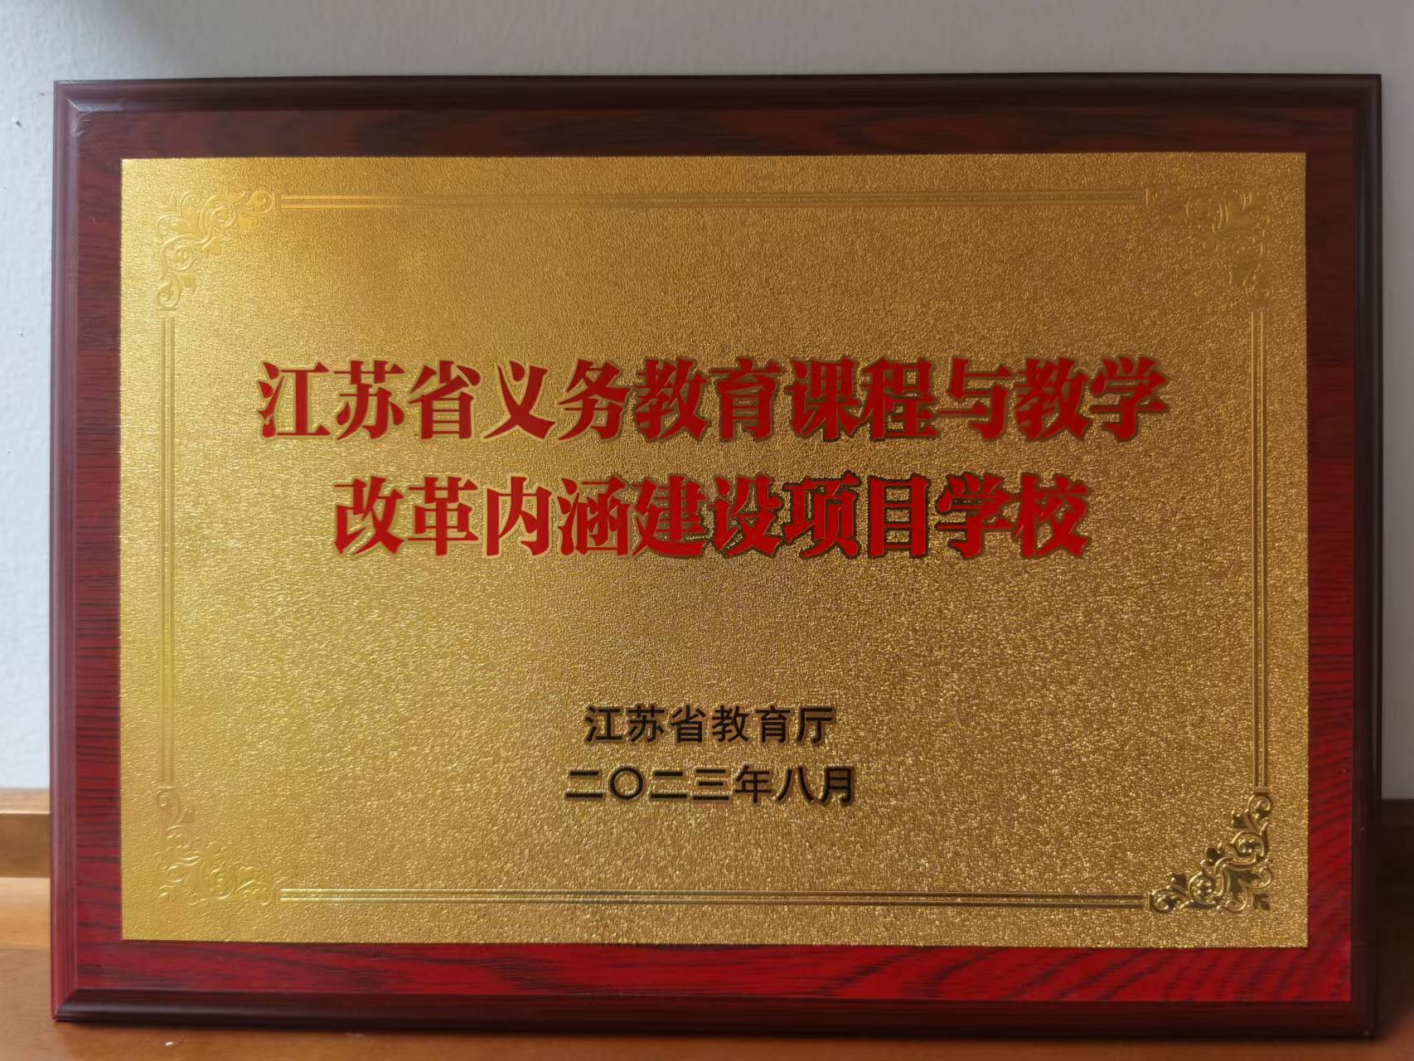 江苏省义务教育课程与教学
改革内涵建设项目学校
江苏省教育厅
二〇二三年八月